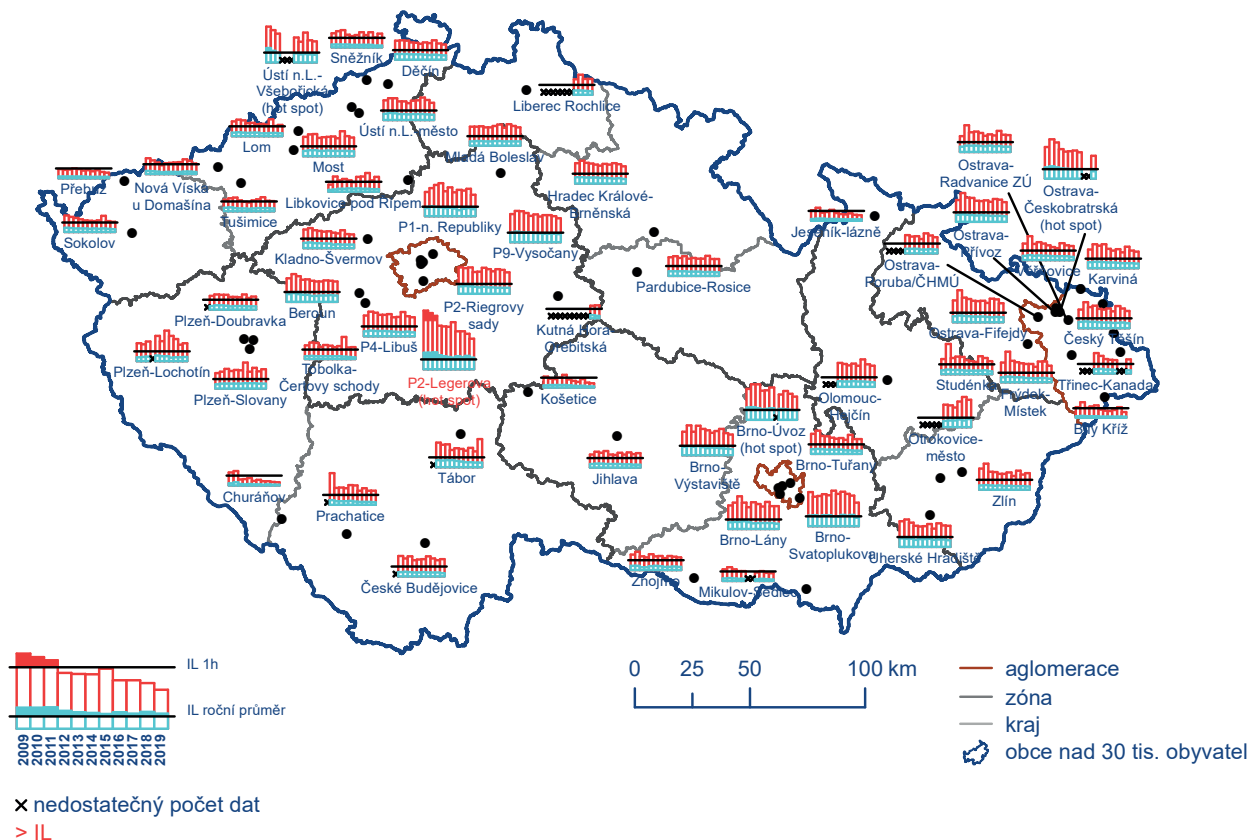 Sněžník
Děčín
Ústí n.L.-
Všebořická
(hot spot)
Liberec Rochlice
Ústí n.L.-město
Lom
Most
Mladá Boleslav
Přebuz
Nová Víska
u Domašína
Libkovice pod Řípem
Tušimice
Sokolov
Hradec Králové-
Brněnská
P1-n. Republiky
P9-Vysočany
Kladno-Švermov
Jeseník-lázně
Ostrava-
Radvanice ZÚ
Ostrava-
Českobratrská
(hot spot)
Ostrava-
Přívoz
Ostrava-
Poruba/ČHMÚ
Věřňovice
Karviná
Pardubice-Rosice
Beroun
P2-Riegrovy
sady
Plzeň-Doubravka
Kutná Hora-
Orebitská
P4-Libuš
Ostrava-Fifejdy
Český Těšín
Plzeň-Lochotín
Tobolka-
Čertovy schody
P2-Legerova
(hot spot)
Plzeň-Slovany
Košetice
Studénka
Frýdek-
Místek
Třinec-Kanada
Olomouc-
Hejčín
Bílý Kříž
Brno-Úvoz
(hot spot)
Otrokovice-
město
Brno-
Výstaviště
Brno-Tuřany
Tábor
Jihlava
Churáňov
Zlín
Prachatice
Brno-Lány
Brno-
Svatoplukova
Uherské Hradiště
České Budějovice
Znojmo
Mikulov-Sedlec
IL 1h
IL roční průměr
2009
2010
2011
2012
2013
2014
2015
2016
2017
2018
2019
0 25 50 100 km
aglomerace
zóna
kraj
obce nad 30 tis. obyvatel
× nedostatečný počet dat
> IL